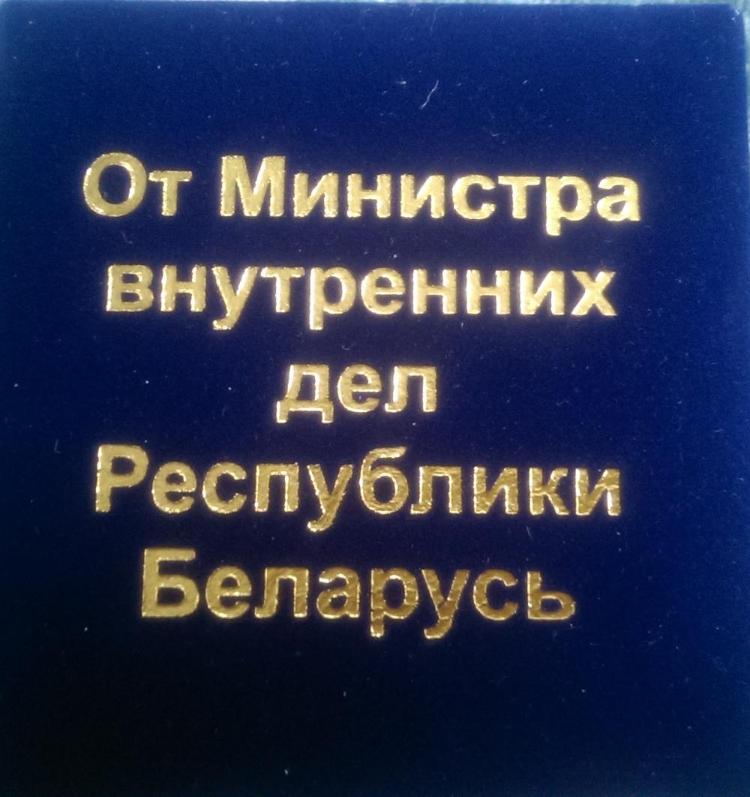 От Министра
внутренних
дел
Республики
Беларусь